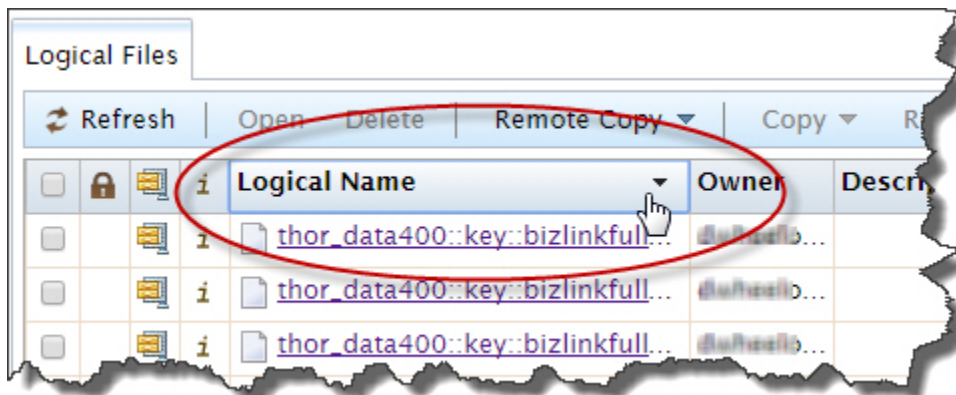 Logical Files
Refresh | Open Delete | Remote Copy | Copy
i Logical Name Owner
i thor_data400::key::bizlinkfull...
i thor_data400::key::bizlinkfull...
i thor_data400::key::bizlinkfull...